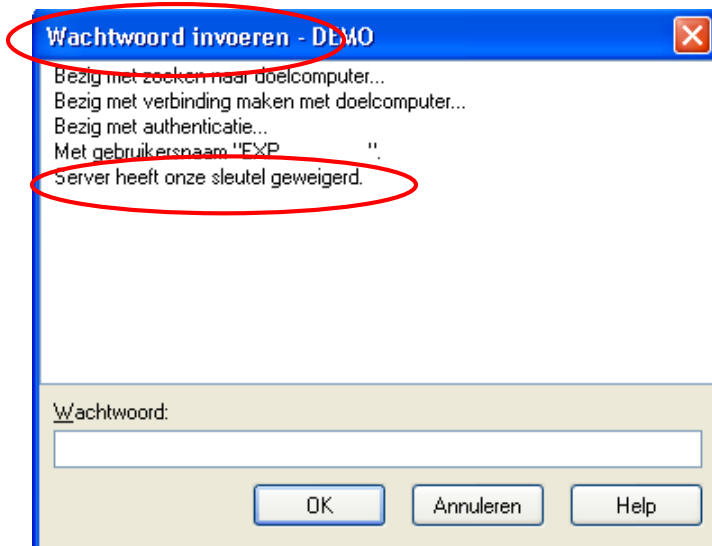 Wachtwoord invoeren - DEMO
Bezig met zoeken naar doelcomputer...
Bezig met verbinding maken met doelcomputer...
Bezig met authenticatie...
Met gebruikersnaam "EXP ".
Server heeft onze sleutel geweigerd.
Wachtwoord:
OK
Annuleren
Help